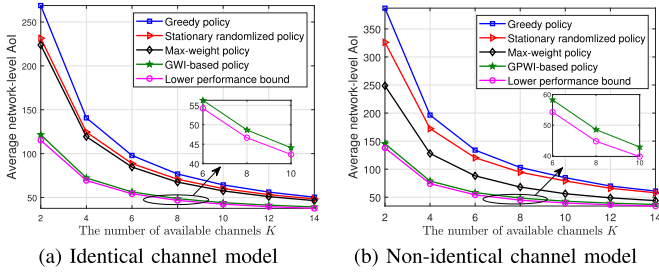 Average network-level AoI
250
200
150
100
50
2
4
6
8
10
12
14
The number of available channels K
Greedy policy
Stationary randomized policy
Max-weight policy
GWI-based policy
Lower performance bound
55
50
45
40
6
8
10
(a) Identical channel model
Average network-level AoI
350
300
250
200
150
100
50
2
4
6
8
10
12
14
The number of available channels K
Greedy policy
Stationary randomized policy
Max-weight policy
GPWI-based policy
Lower performance bound
60
50
40
6
8
10
(b) Non-identical channel model